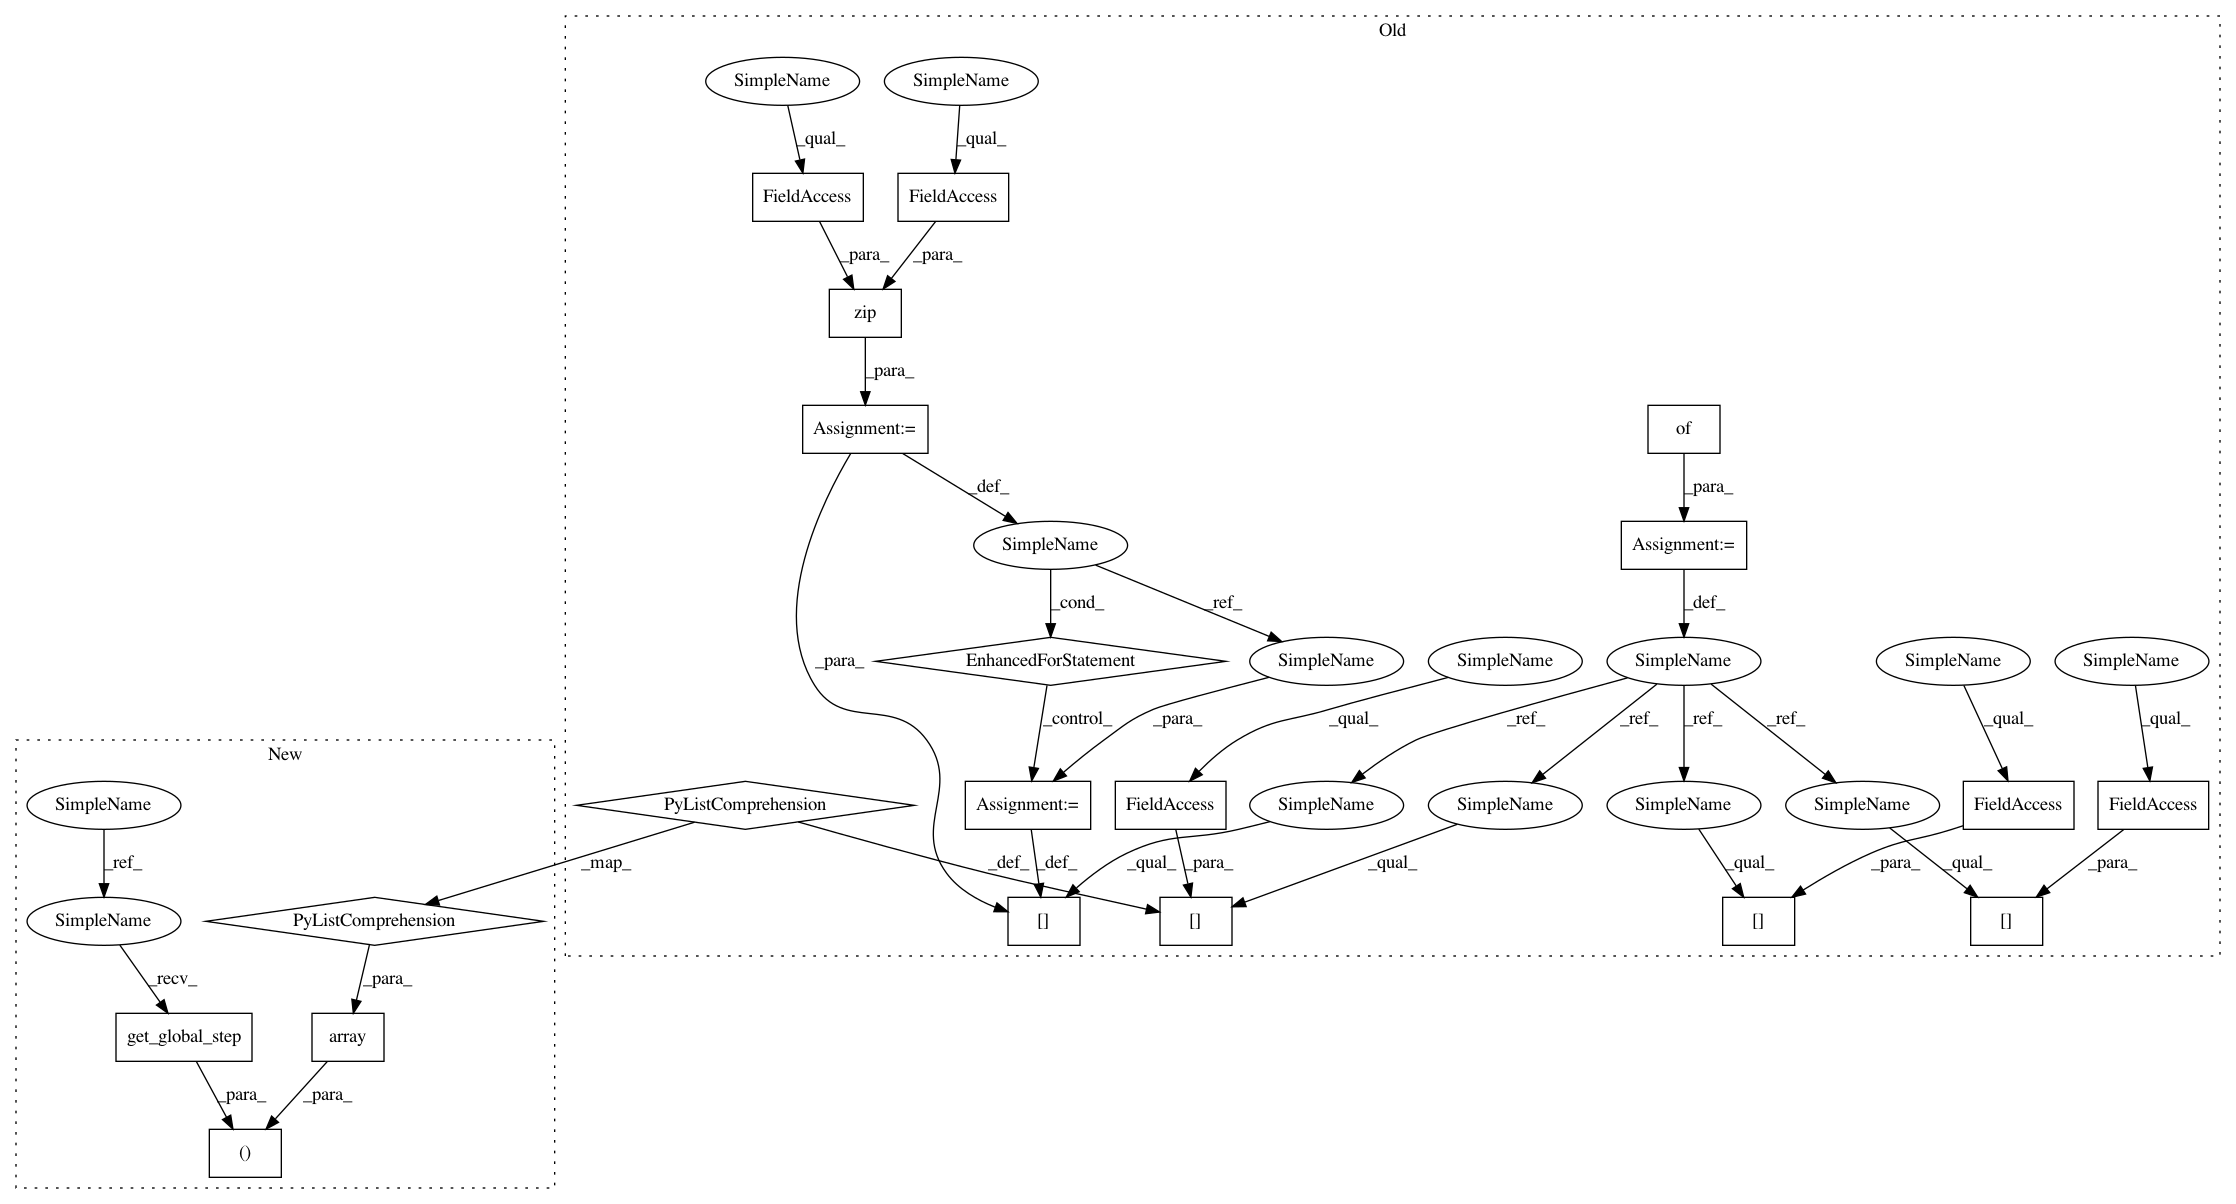 Old
SimpleName
SimpleName
_qual_
_qual_
FieldAccess
FieldAccess
_para_
_para_
zip
_para_
Assignment:=
of
_def_
_para_
SimpleName
Assignment:=
_cond_
_ref_
_def_
_para_
EnhancedForStatement
SimpleName
SimpleName
SimpleName
SimpleName
SimpleName
_control_
_para_
_qual_
_ref_
_ref_
_ref_
_ref_
_qual_
_qual_
PyListComprehension
Assignment:=
FieldAccess
SimpleName
SimpleName
SimpleName
SimpleName
FieldAccess
FieldAccess
_map_
_def_
_def_
_qual_
_para_
_qual_
_qual_
_para_
_qual_
_para_
[]
[]
[]
[]
New
SimpleName
_ref_
SimpleName
PyListComprehension
_recv_
_para_
get_global_step
array
_para_
_para_
()